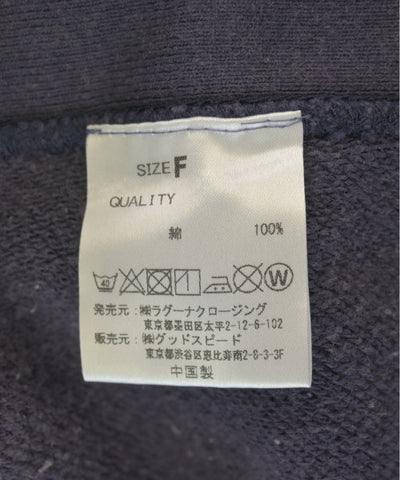 SIZE F
QUALITY
綿 100%
40 W
発売元:㈱ラグーナクロージング
東京都墨田区太平2-12-6-102
販売元:㈱グッドスピード
東京都渋谷区恵比寿南2-8-3-3F
中国製